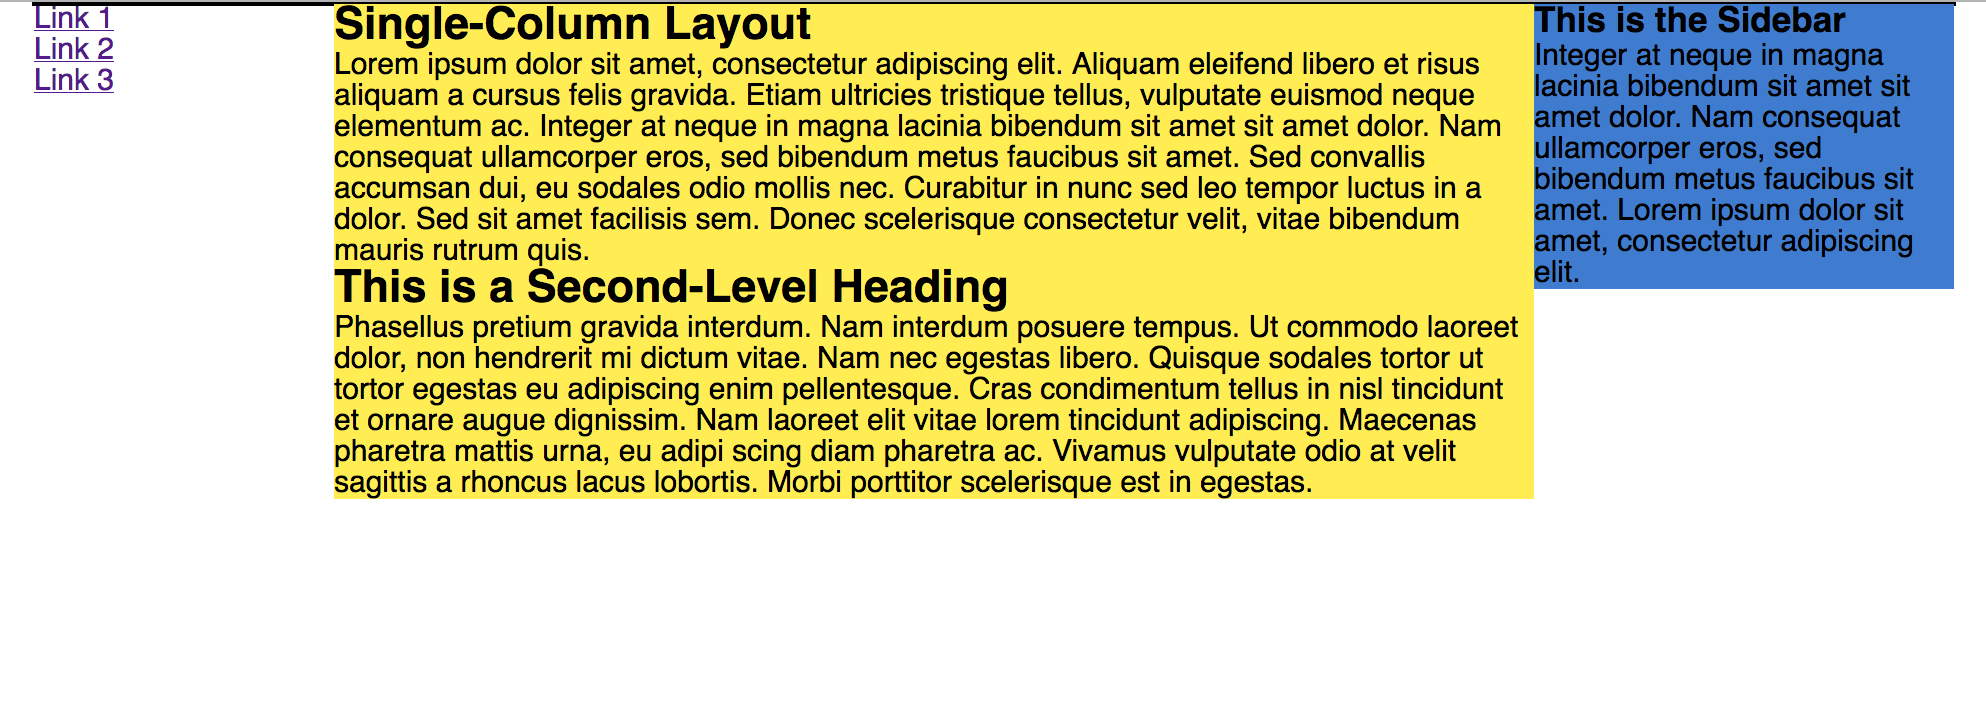 Link 1
Link 2
Link 3
Single-Column Layout
Lorem ipsum dolor sit amet, consectetur adipiscing elit. Aliquam eleifend libero et risus
aliquam a cursus felis gravida. Etiam ultricies tristique tellus, vulputate euismod neque
elementum ac. Integer at neque in magna lacinia bibendum sit amet sit amet dolor. Nam
consequat ullamcorper eros, sed bibendum metus faucibus sit amet. Sed convallis
accumsan dui, eu sodales odio mollis nec. Curabitur in nunc sed leo tempor luctus in a
dolor. Sed sit amet facilisis sem. Donec scelerisque consectetur velit, vitae bibendum
mauris rutrum quis.
This is a Second-Level Heading
Phasellus pretium gravida interdum. Nam interdum posuere tempus. Ut commodo laoreet
dolor, non hendrerit mi dictum vitae. Nam nec egestas libero. Quisque sodales tortor ut
tortor egestas eu adipiscing enim pellentesque. Cras condimentum tellus in nisl tincidunt
et ornare augue dignissim. Nam laoreet elit vitae lorem tincidunt adipiscing. Maecenas
pharetra mattis urna, eu adipi scing diam pharetra ac. Vivamus vulputate odio at velit
sagittis a rhoncus lacus lobortis. Morbi porttitor scelerisque est in egestas.
This is the Sidebar
Integer at neque in magna
lacinia bibendum sit amet sit
amet dolor. Nam consequat
ullamcorper eros, sed
bibendum metus faucibus sit
amet. Lorem ipsum dolor sit
amet, consectetur adipiscing
elit.